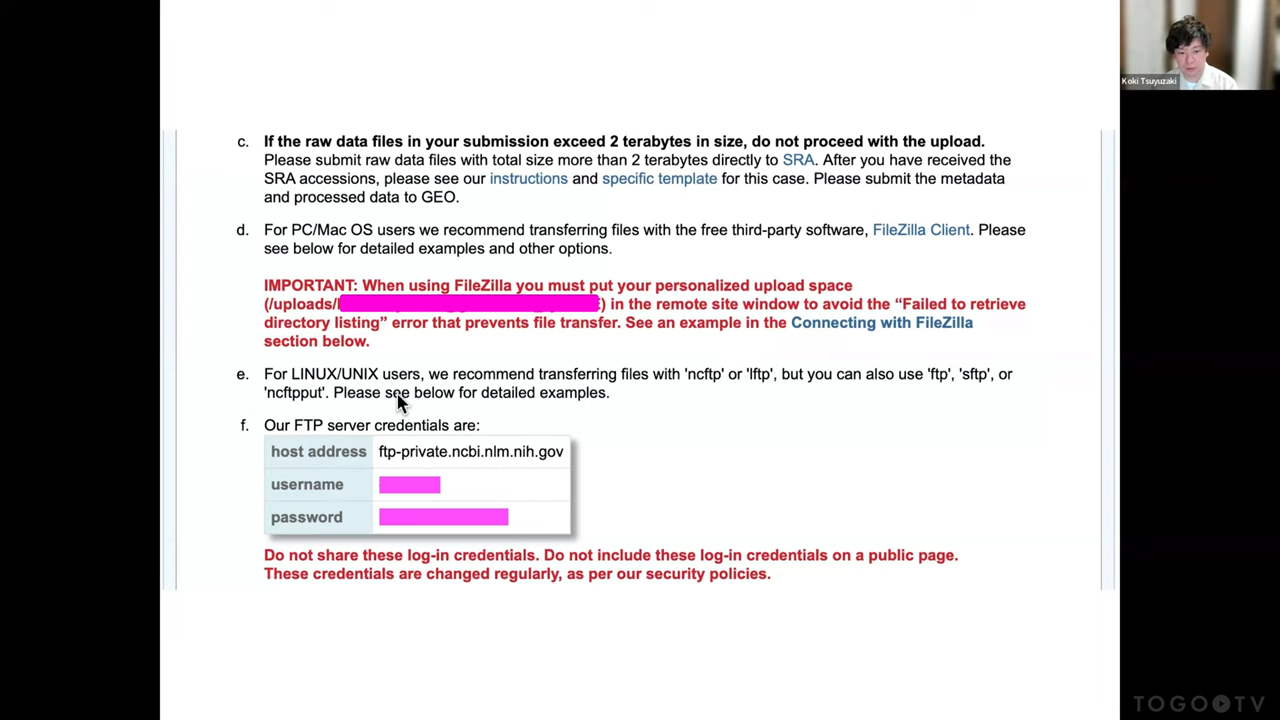 Koki Tsuyuzaki
c. If the raw data files in your submission exceed 2 terabytes in size, do not proceed with the upload.
Please submit raw data files with total size more than 2 terabytes directly to SRA. After you have received the
SRA accessions, please see our instructions and specific template for this case. Please submit the metadata
and processed data to GEO.
d. For PC/Mac OS users we recommend transferring files with the free third-party software, FileZilla Client. Please
see below for detailed examples and other options.
IMPORTANT: When using FileZilla you must put your personalized upload space
(/uploads/ ) in the remote site window to avoid the “Failed to retrieve
directory listing” error that prevents file transfer. See an example in the Connecting with FileZilla
section below.
e. For LINUX/UNIX users, we recommend transferring files with 'ncftp' or 'lftp', but you can also use 'ftp', 'sftp', or
'ncftpput'. Please see below for detailed examples.
f. Our FTP server credentials are:
host address ftp-private.ncbi.nlm.nih.gov
username
password
Do not share these log-in credentials. Do not include these log-in credentials on a public page.
These credentials are changed regularly, as per our security policies.
TOGO TV